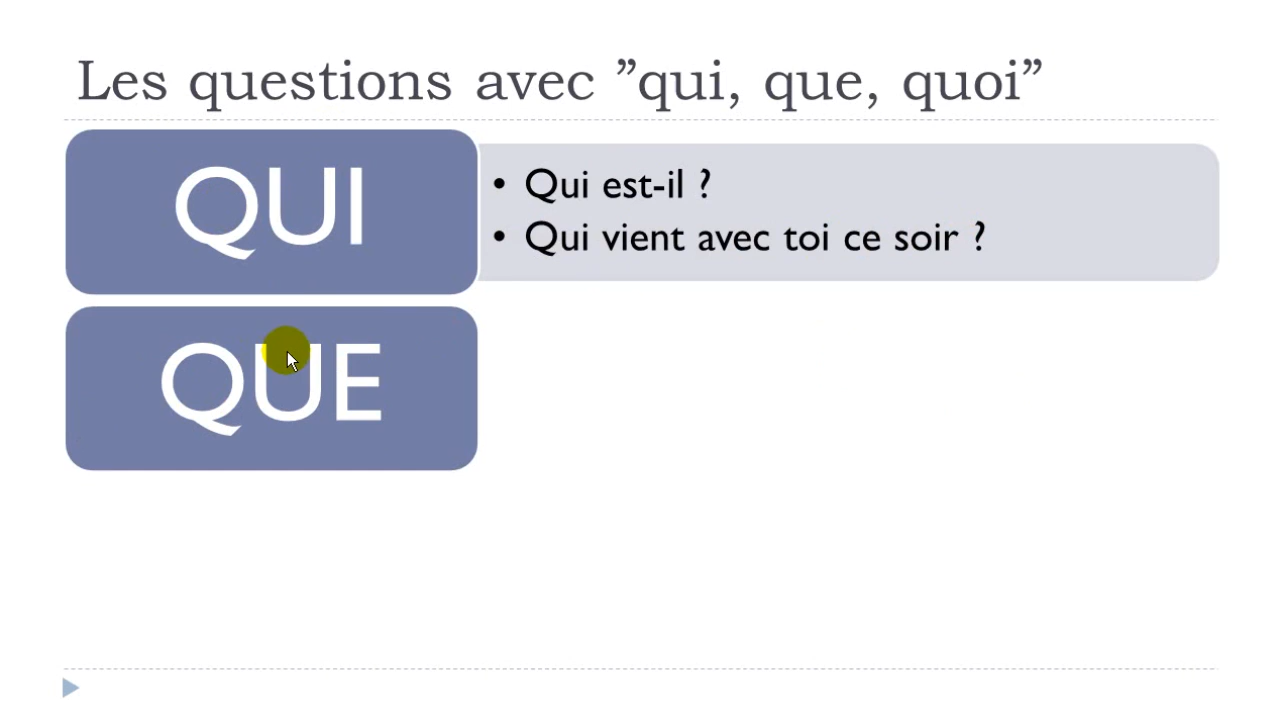 Les questions avec ”qui, que, quoi”
QUI
• Qui est-il ?
• Qui vient avec toi ce soir ?
QUE